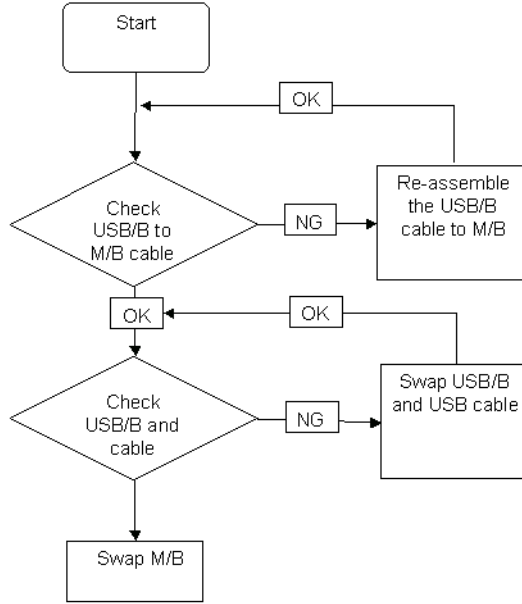 Start
OK
Check
USB/B to
M/B cable
NG
Re-assemble
the USB/B
cable to M/B
OK
OK
Check
USB/B and
cable
NG
Swap USB/B
and USB cable
Swap M/B